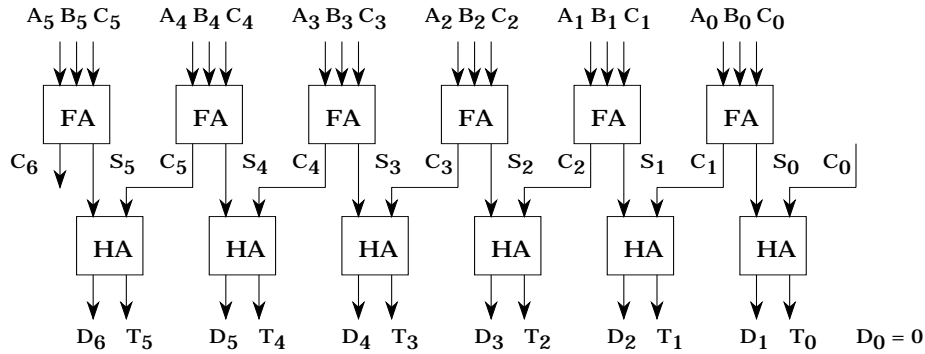 A₅ B₅ C₅ A₄ B₄ C₄ A₃ B₃ C₃ A₂ B₂ C₂ A₁ B₁ C₁ A₀ B₀ C₀
FA FA FA FA FA FA
C₆ S₅ C₅ S₄ C₄ S₃ C₃ S₂ C₂ S₁ C₁ S₀ C₀
HA HA HA HA HA HA
D₆ T₅ D₅ T₄ D₄ T₃ D₃ T₂ D₂ T₁ D₁ T₀ D₀ = 0